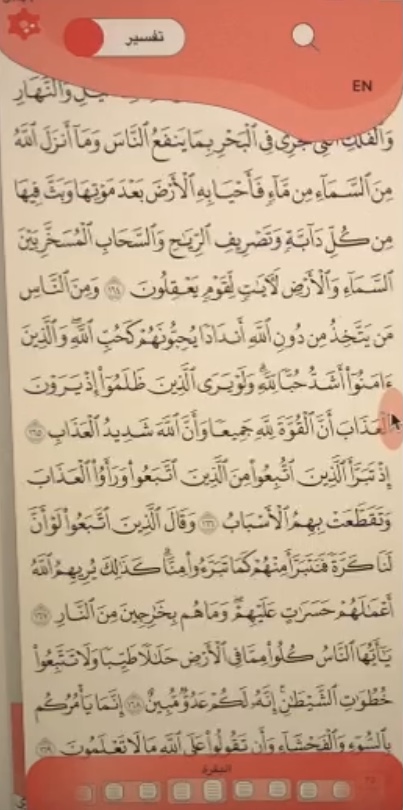 تفسير
EN
وَالنَّهَارِ
وَالْفُلْكِ الَّتِي تَجْرِي فِي الْبَحْرِ بِمَا يَنفَعُ النَّاسَ وَمَا أَنزَلَ اللَّهُ
مِنَ السَّمَاءِ مِن مَّاءٍ فَأَحْيَا بِهِ الْأَرْضَ بَعْدَ مَوْتِهَا وَبَثَّ فِيهَا
مِن كُلِّ دَابَّةٍ وَتَصْرِيفِ الرِّيَاحِ وَالسَّحَابِ الْمُسَخَّرِ بَيْنَ
السَّمَاءِ وَالْأَرْضِ لَآيَاتٍ لِّقَوْمٍ يَعْقِلُونَ ١٦٤ وَمِنَ النَّاسِ
مَن يَتَّخِذُ مِن دُونِ اللَّهِ أَندَادًا يُحِبُّونَهُمْ كَحُبِّ اللَّهِ وَالَّذِينَ
ءَامَنُوا أَشَدُّ حُبًّا لِّلَّهِ وَلَوْ يَرَى الَّذِينَ ظَلَمُوا إِذْ يَرَوْنَ
الْعَذَابَ أَنَّ الْقُوَّةَ لِلَّهِ جَمِيعًا وَأَنَّ اللَّهَ شَدِيدُ الْعَذَابِ ١٦٥
إِذْ تَبَرَّأَ الَّذِينَ اتُّبِعُوا مِنَ الَّذِينَ اتَّبَعُوا وَرَأَوُا الْعَذَابَ
وَتَقَطَّعَتْ بِهِمُ الْأَسْبَابُ ١٦٦ وَقَالَ الَّذِينَ اتَّبَعُوا لَوْ أَنَّ
لَنَا كَرَّةً فَنَتَبَرَّأَ مِنْهُمْ كَمَا تَبَرَّءُوا مِنَّا كَذَٰلِكَ يُرِيهِمُ اللَّهُ
أَعْمَالَهُمْ حَسَرَاتٍ عَلَيْهِمْ وَمَا هُم بِخَارِجِينَ مِنَ النَّارِ ١٦٧
يَا أَيُّهَا النَّاسُ كُلُوا مِمَّا فِي الْأَرْضِ حَلَالًا طَيِّبًا وَلَا تَتَّبِعُوا
خُطُوَاتِ الشَّيْطَانِ إِنَّهُ لَكُمْ عَدُوٌّ مُّبِينٌ ١٦٨ إِنَّمَا يَأْمُرُكُم
بِالسُّوءِ وَالْفَحْشَاءِ وَأَن تَقُولُوا عَلَى اللَّهِ مَا لَا تَعْلَمُونَ ١٦٩
البقرة
٢٥